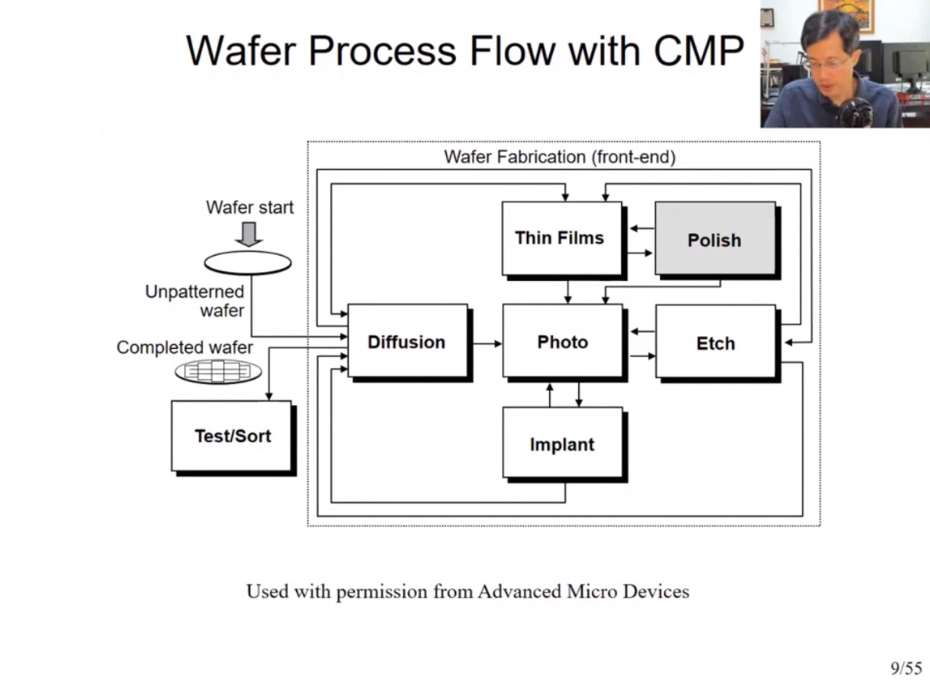 Wafer Process Flow with CMP
Wafer Fabrication (front-end)
Wafer start
Thin Films
Polish
Unpatterned
wafer
Diffusion
Photo
Etch
Completed wafer
Test/Sort
Implant
Used with permission from Advanced Micro Devices
9/55